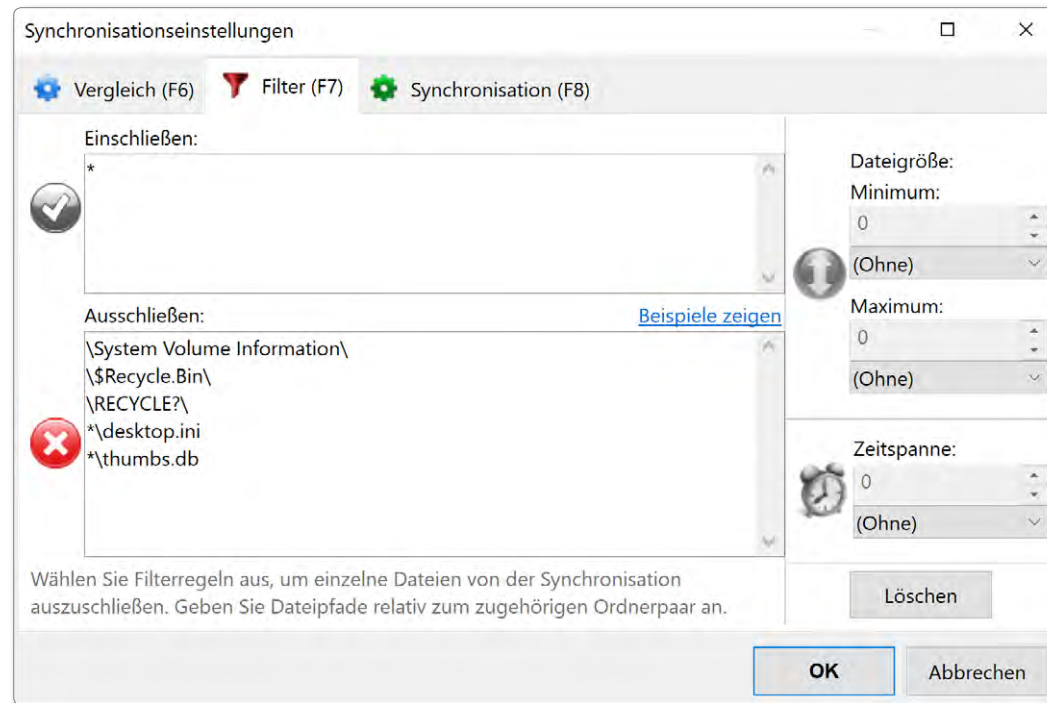 Synchronisationseinstellungen
Vergleich (F6)
Filter (F7)
Synchronisation (F8)
Einschließen:
*
Ausschließen:
Beispiele zeigen
\System Volume Information\
\$Recycle.Bin\
\RECYCLE?\
*\desktop.ini
*\thumbs.db
Wählen Sie Filterregeln aus, um einzelne Dateien von der Synchronisation
auszuschließen. Geben Sie Dateipfade relativ zum zugehörigen Ordnerpaar an.
Dateigröße:
Minimum:
0
(Ohne)
Maximum:
0
(Ohne)
Zeitspanne:
0
(Ohne)
Löschen
OK
Abbrechen